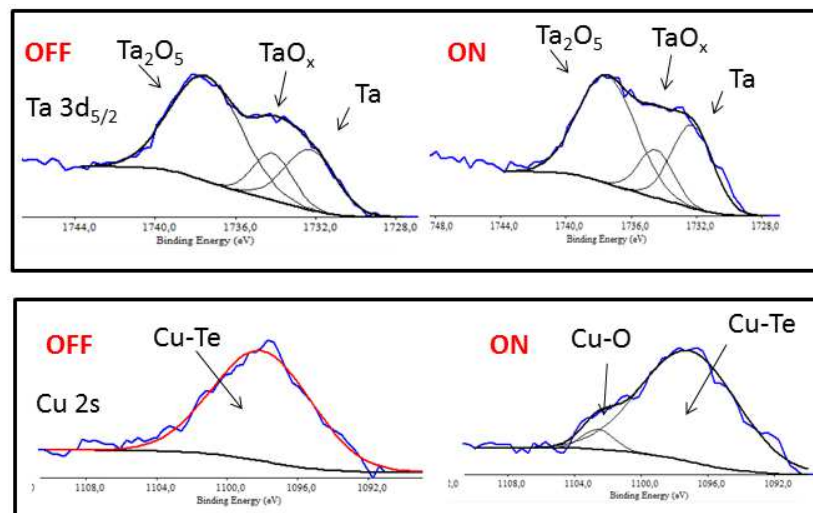 OFF
Ta₂O₅
TaOₓ
Ta
Ta 3d₅/₂
1744,0 1740,0 1736,0 1732,0 1728,0
Binding Energy (eV)
ON
Ta₂O₅
TaOₓ
Ta
748,0 1744,0 1740,0 1736,0 1732,0 1728,0
Binding Energy (eV)
OFF
Cu-Te
Cu 2s
,0 1108,0 1104,0 1100,0 1096,0 1092,0
Binding Energy (eV)
ON
Cu-O
Cu-Te
,0 1108,0 1104,0 1100,0 1096,0 1092,0
Binding Energy (eV)